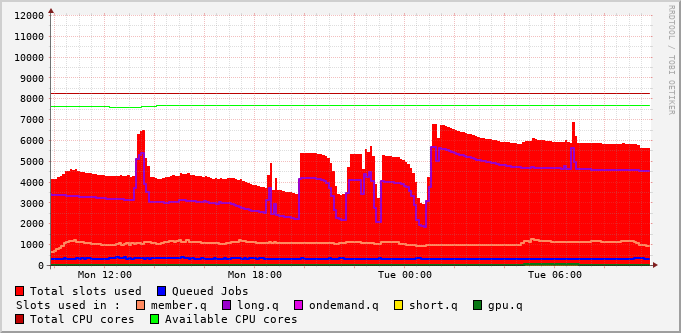 RRDTOOL / TOBI OETIKER
12000
11000
10000
9000
8000
7000
6000
5000
4000
3000
2000
1000
0
Mon 12:00 Mon 18:00 Tue 00:00 Tue 06:00
Total slots used Queued Jobs
Slots used in : member.q long.q ondemand.q short.q gpu.q
Total CPU cores Available CPU cores